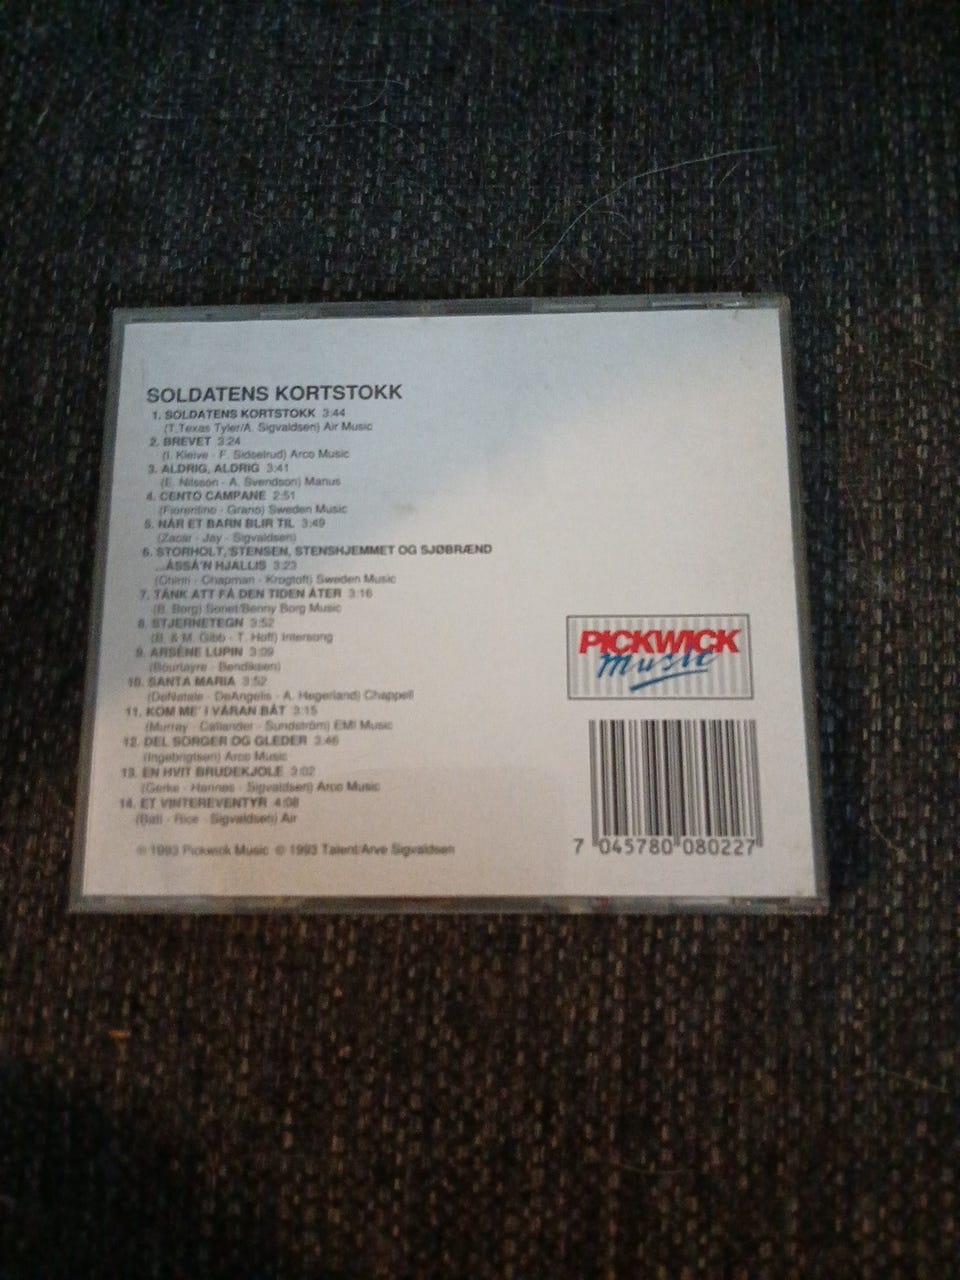 SOLDATENS KORTSTOKK
1. SOLDATENS KORTSTOKK 3:44
(T.Texas Tyler/A. Sigvaldsen) Air Music
2. BREVET 3:24
(I. Kleive - F. Sidselrud) Arco Music
3. ALDRIG, ALDRIG 3:41
(E. Nilsson - A. Svendson) Manus
4. CENTO CAMPANE 2:51
(Fiorentino - Grano) Sweden Music
5. NÅR ET BARN BLIR TIL 3:49
(Zacar - Jay - Sigvaldsen)
6. STORHOLT, STENSEN, STENSHJEMMET OG SJØBRÆND
...ÅSSÅ'N HJALLIS 3:23
(Chinn - Chapman - Krogtoft) Sweden Music
7. TÄNK ATT FÅ DEN TIDEN ÅTER 3:16
(B. Borg) Sonet/Benny Borg Music
8. STJERNETEGN 3:52
(B. & M. Gibb - T. Hoff) Intersong
9. ARSÈNE LUPIN 3:09
(Bourtayre - Bendiksen)
10. SANTA MARIA 3:52
(DeNatale - DeAngelis - A. Hegerland) Chappell
11. KOM ME' I VÅRAN BÅT 3:15
(Murray - Callander - Sundström) EMI Music
12. DEL SORGER OG GLEDER 3:46
(Ingebrigtsen) Arco Music
13. EN HVIT BRUDEKJOLE 3:02
(Gerke - Hannes - Sigvaldsen) Arco Music
14. ET VINTEREVENTYR 4:08
(Batt - Rice - Sigvaldsen) Air
℗ 1993 Pickwick Music © 1993 Talent/Arve Sigvaldsen
PICKWICK
music
7 045780 080227